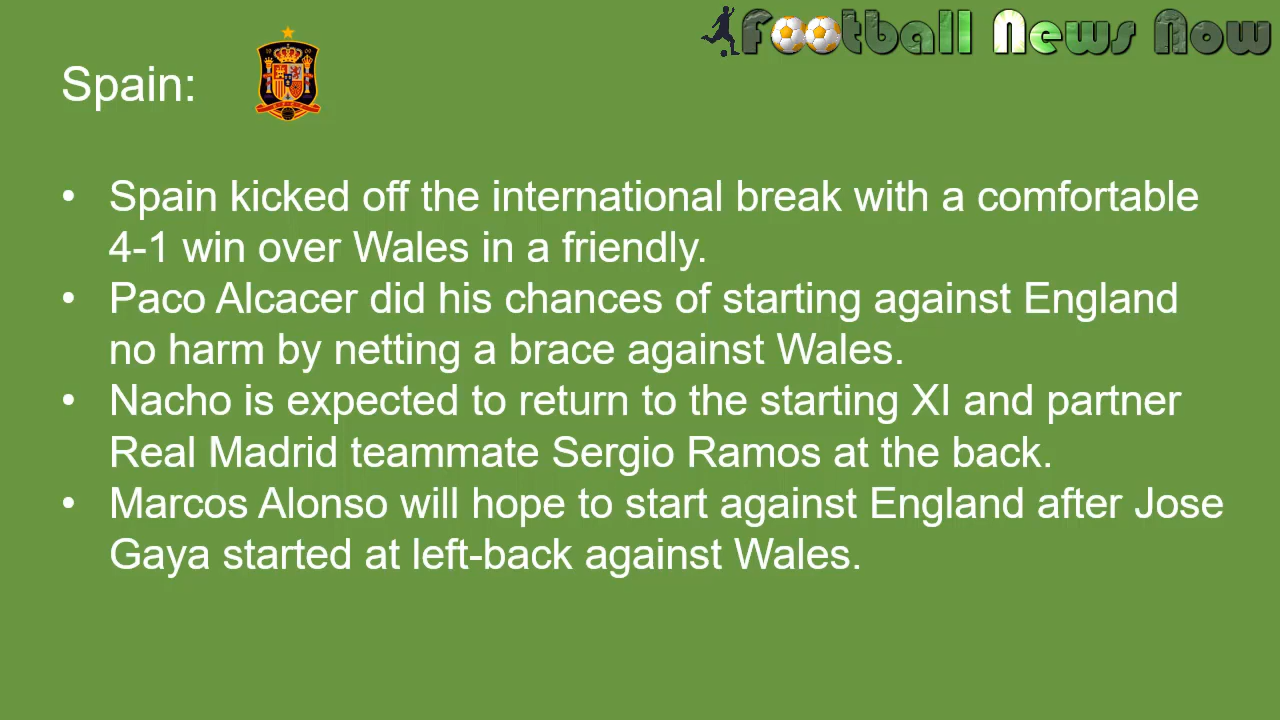 Football News Now
Spain:
• Spain kicked off the international break with a comfortable
4-1 win over Wales in a friendly.
• Paco Alcacer did his chances of starting against England
no harm by netting a brace against Wales.
• Nacho is expected to return to the starting XI and partner
Real Madrid teammate Sergio Ramos at the back.
• Marcos Alonso will hope to start against England after Jose
Gaya started at left-back against Wales.